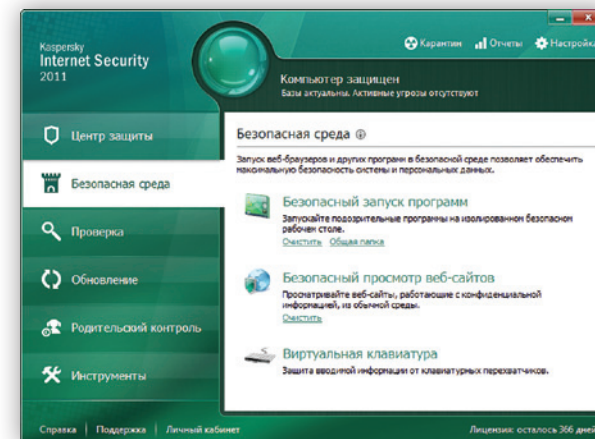 Kaspersky
Internet Security
2011
Карантин Отчеты Настройка
Компьютер защищен
Базы актуальны. Активные угрозы отсутствуют
Центр защиты
Безопасная среда
Проверка
Обновление
Родительский контроль
Инструменты
Безопасная среда
Запуск веб-браузеров и других программ в безопасной среде позволяет обеспечить
максимальную безопасность системы и персональных данных.
Безопасный запуск программ
Запускайте подозрительные программы на изолированном безопасном
рабочем столе.
Очистить Общая папка
Безопасный просмотр веб-сайтов
Просматривайте веб-сайты, работающие с конфиденциальной
информацией, из обычной среды.
Очистить
Виртуальная клавиатура
Защита вводимой информации от клавиатурных перехватчиков.
Справка | Поддержка | Личный кабинет
Лицензия: осталось 366 дней